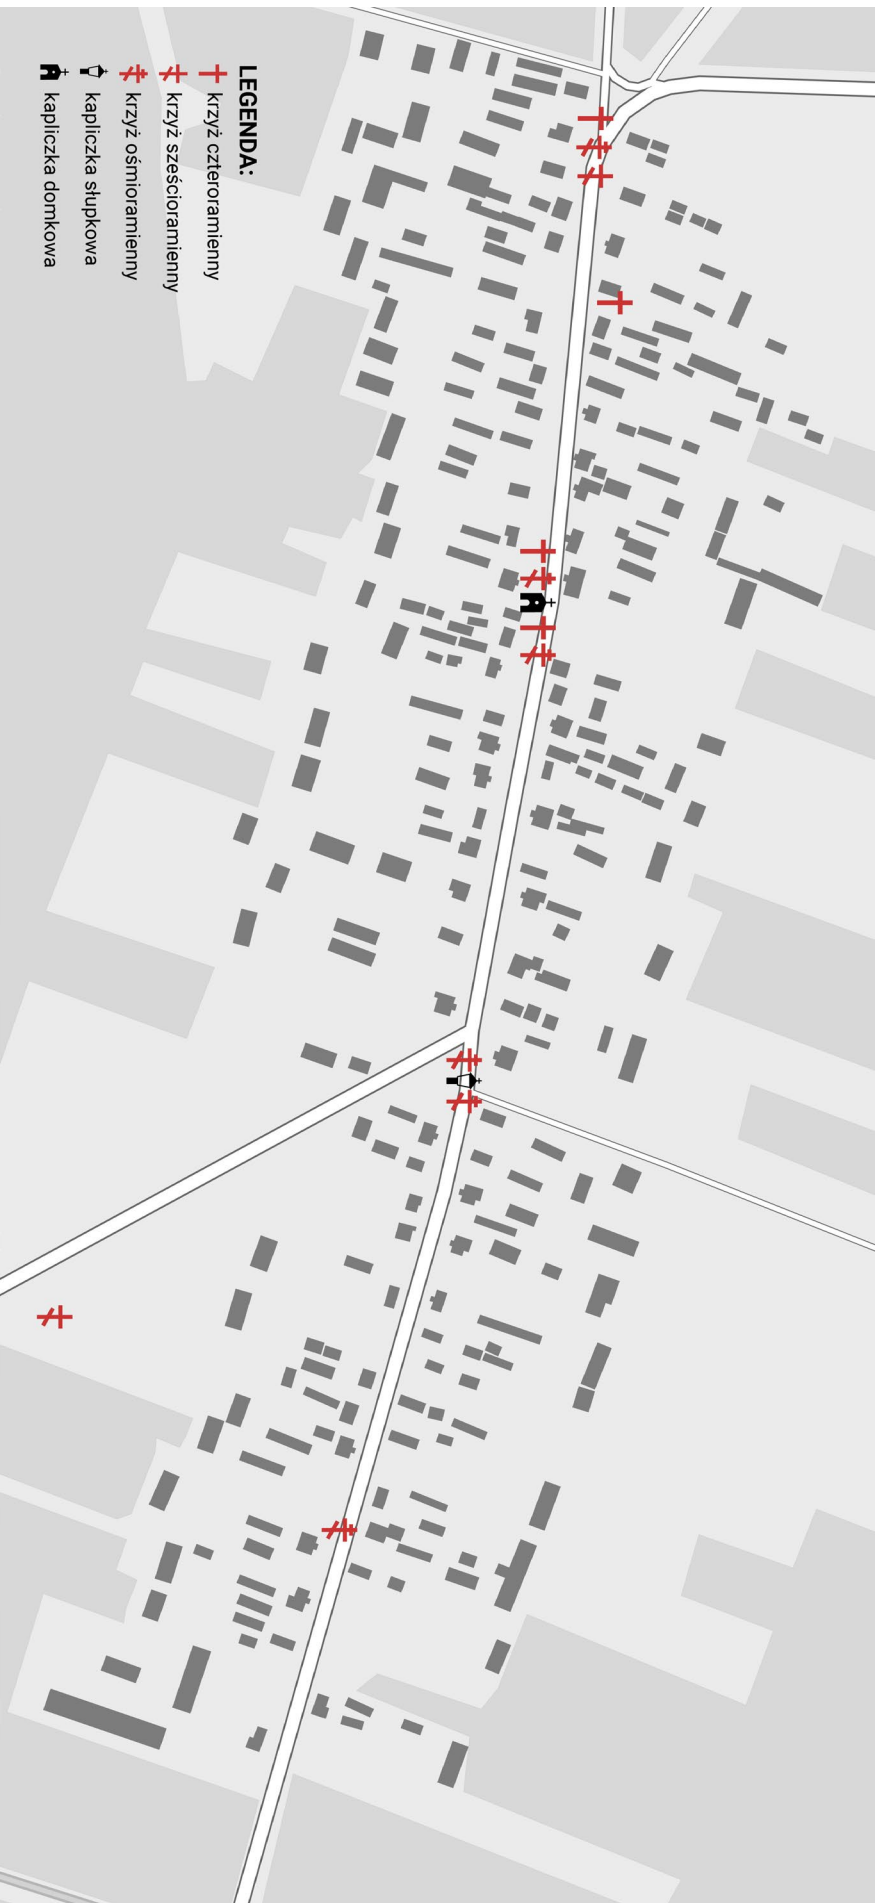 LEGENDA:
krzyż czteroramienny
krzyż sześcioramienny
krzyż ośmioramienny
kapliczka słupkowa
kapliczka domkowa